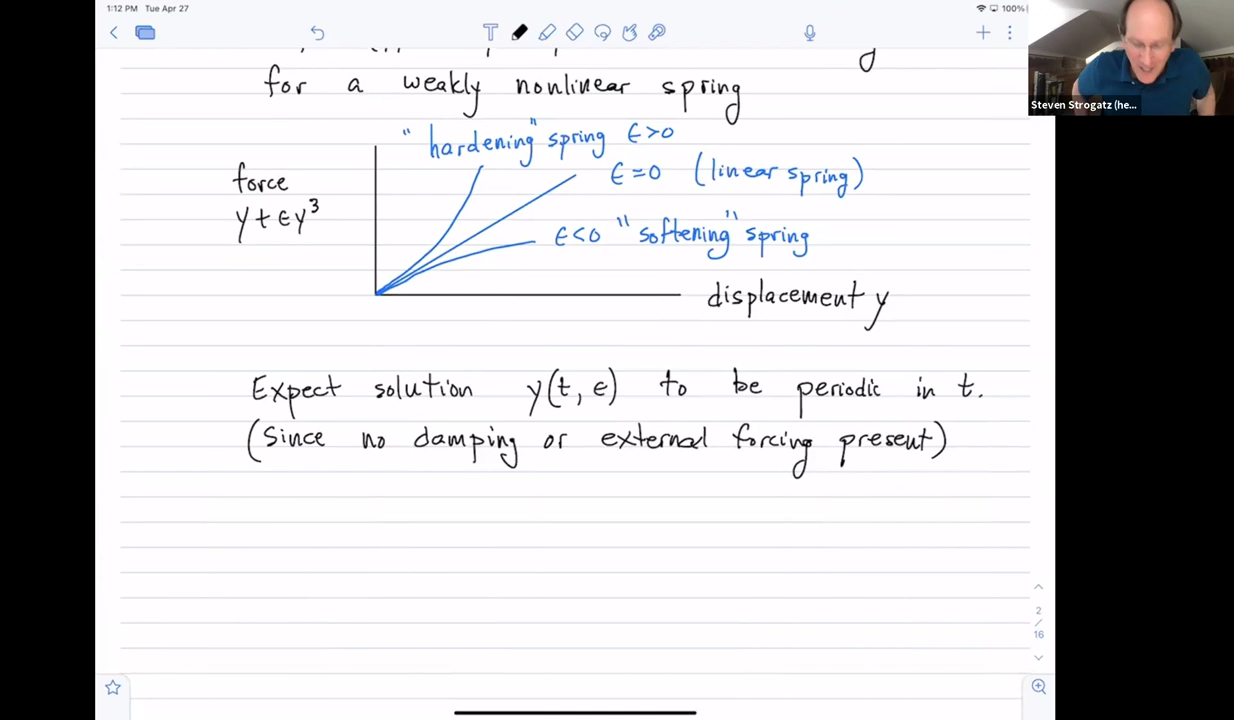 1:12 PM Tue Apr 27
100%
for a weakly nonlinear spring
"hardening" spring ϵ>0
force
y+ϵy³
ϵ=0 (linear spring)
ϵ<0 "softening" spring
displacement y
Expect solution y(t, ϵ) to be periodic in t.
(Since no damping or external forcing present)
Steven Strogatz (he...
2
/
16